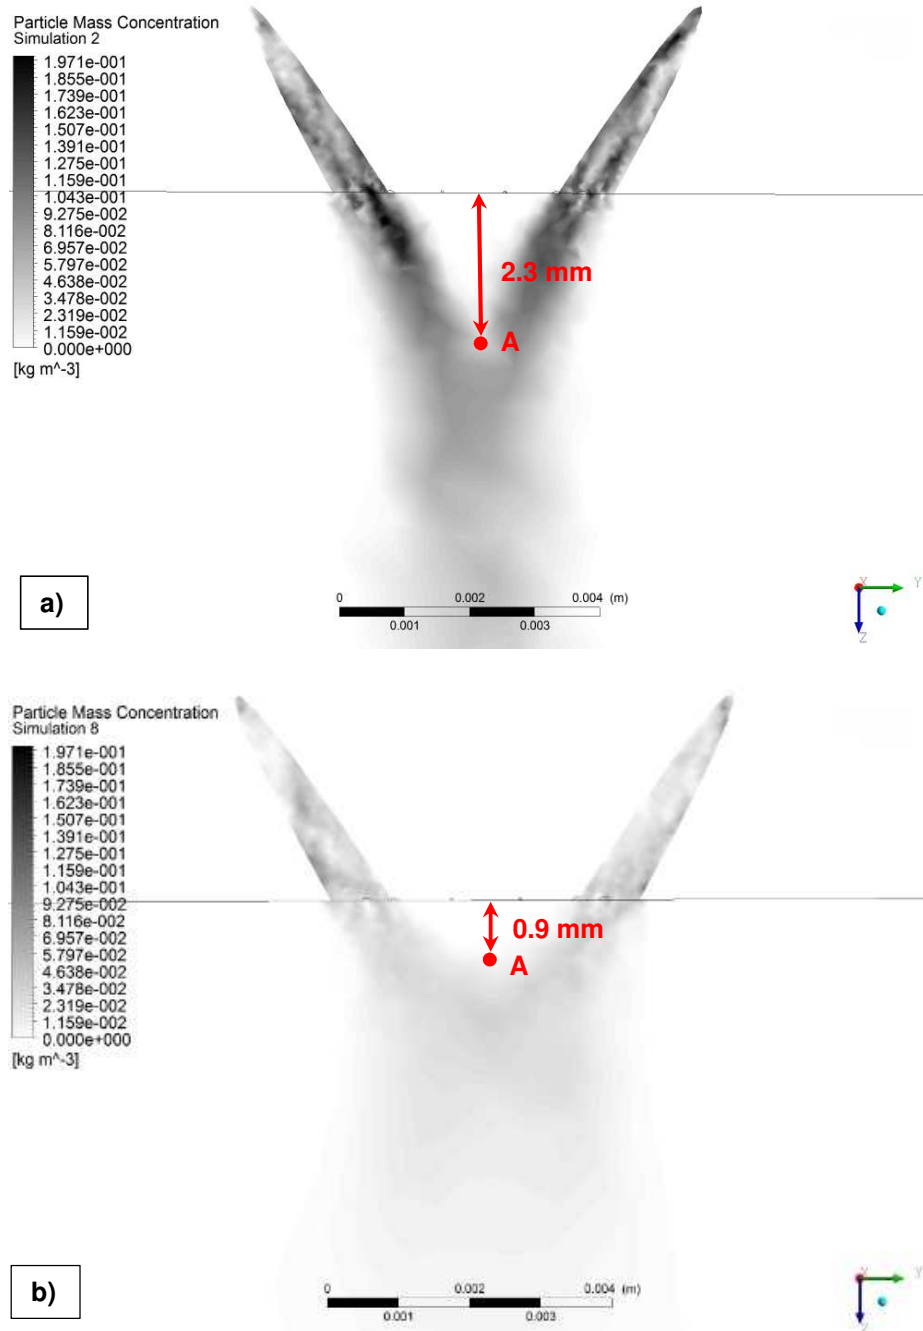 Particle Mass Concentration
Simulation 2
1.971e-001
1.855e-001
1.739e-001
1.623e-001
1.507e-001
1.391e-001
1.275e-001
1.159e-001
1.043e-001
9.275e-002
8.116e-002
6.957e-002
5.797e-002
4.638e-002
3.478e-002
2.319e-002
1.159e-002
0.000e+000
[kg m^-3]
2.3 mm
A
a)
0 0.002 0.004 (m)
0.001 0.003
X Y
Z
Particle Mass Concentration
Simulation 8
1.971e-001
1.855e-001
1.739e-001
1.623e-001
1.507e-001
1.391e-001
1.275e-001
1.159e-001
1.043e-001
9.275e-002
8.116e-002
6.957e-002
5.797e-002
4.638e-002
3.478e-002
2.319e-002
1.159e-002
0.000e+000
[kg m^-3]
0.9 mm
A
b)
0 0.002 0.004 (m)
0.001 0.003
X Y
Z